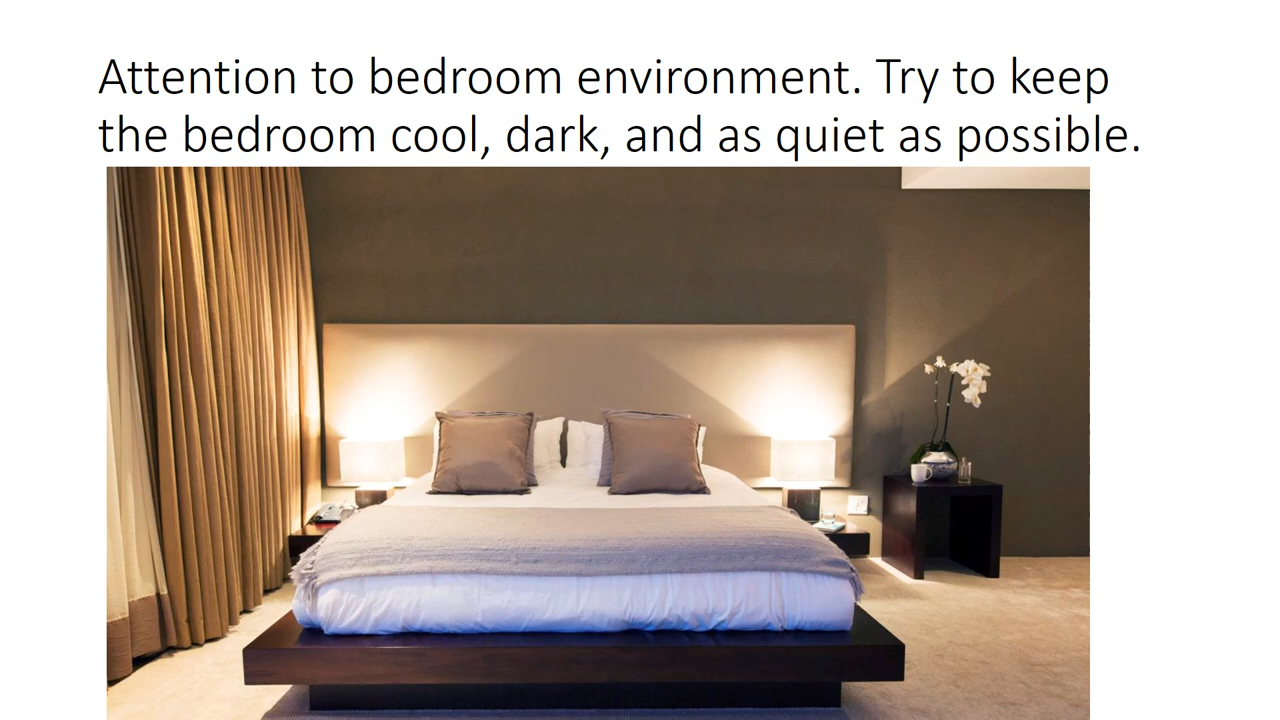 Attention to bedroom environment. Try to keep
the bedroom cool, dark, and as quiet as possible.